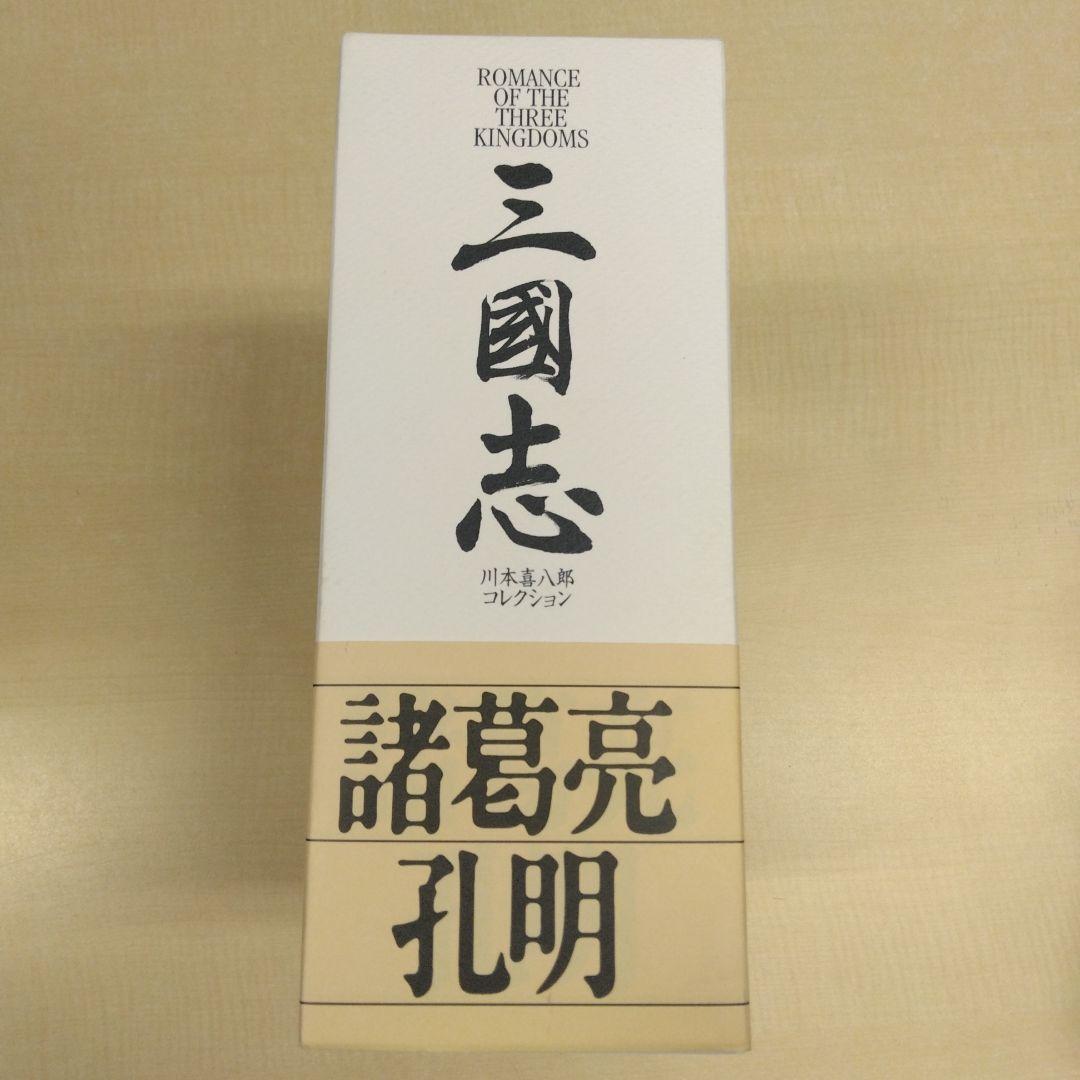 ROMANCE
OF THE
THREE
KINGDOMS
三國志
川本喜八郎
コレクション
諸葛亮
孔明